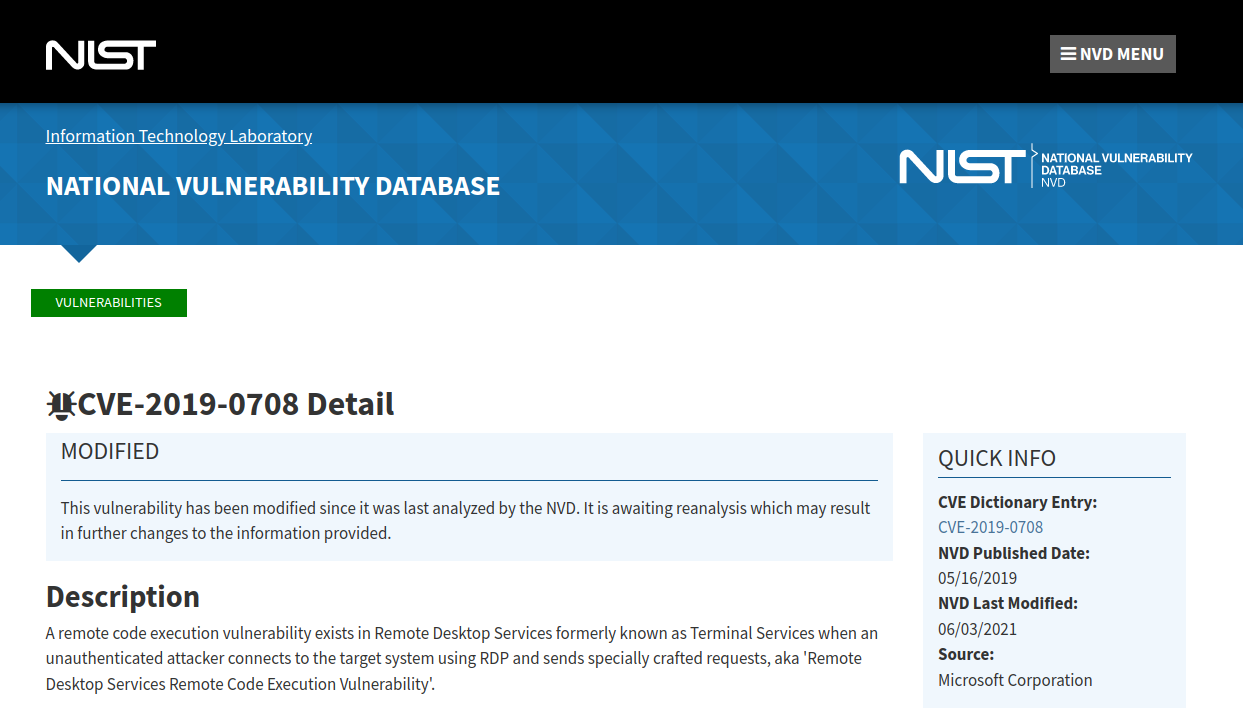 NIST
NVD MENU
Information Technology Laboratory
NATIONAL VULNERABILITY DATABASE
NIST
NATIONAL VULNERABILITY
DATABASE
NVD
VULNERABILITIES
CVE-2019-0708 Detail
MODIFIED
This vulnerability has been modified since it was last analyzed by the NVD. It is awaiting reanalysis which may result
in further changes to the information provided.
Description
A remote code execution vulnerability exists in Remote Desktop Services formerly known as Terminal Services when an
unauthenticated attacker connects to the target system using RDP and sends specially crafted requests, aka 'Remote
Desktop Services Remote Code Execution Vulnerability'.
QUICK INFO
CVE Dictionary Entry:
CVE-2019-0708
NVD Published Date:
05/16/2019
NVD Last Modified:
06/03/2021
Source:
Microsoft Corporation